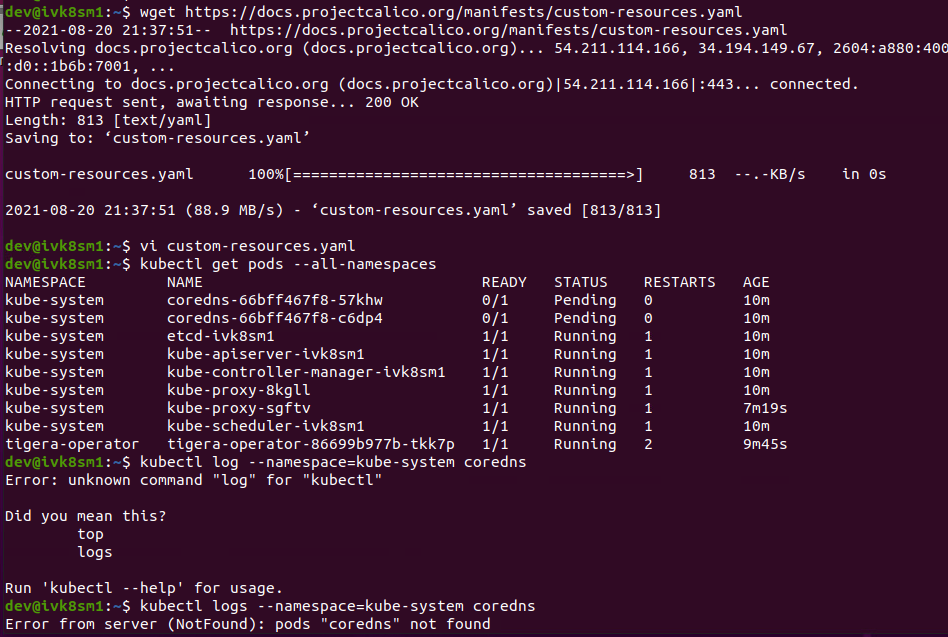 dev@ivk8sm1:~$ wget https://docs.projectcalico.org/manifests/custom-resources.yaml
--2021-08-20 21:37:51--  https://docs.projectcalico.org/manifests/custom-resources.yaml
Resolving docs.projectcalico.org (docs.projectcalico.org)... 54.211.114.166, 34.194.149.67, 2604:a880:400
:d0::1b6b:7001, ...
Connecting to docs.projectcalico.org (docs.projectcalico.org)|54.211.114.166|:443... connected.
HTTP request sent, awaiting response... 200 OK
Length: 813 [text/yaml]
Saving to: ‘custom-resources.yaml’
custom-resources.yaml      100%[=====================================>]     813  --.-KB/s    in 0s
2021-08-20 21:37:51 (88.9 MB/s) - ‘custom-resources.yaml’ saved [813/813]
dev@ivk8sm1:~$ vi custom-resources.yaml
dev@ivk8sm1:~$ kubectl get pods --all-namespaces
NAMESPACE         NAME                               READY   STATUS    RESTARTS   AGE
kube-system       coredns-66bff467f8-57khw           0/1     Pending   0          10m
kube-system       coredns-66bff467f8-c6dp4           0/1     Pending   0          10m
kube-system       etcd-ivk8sm1                       1/1     Running   1          10m
kube-system       kube-apiserver-ivk8sm1             1/1     Running   1          10m
kube-system       kube-controller-manager-ivk8sm1    1/1     Running   1          10m
kube-system       kube-proxy-8kgll                   1/1     Running   1          10m
kube-system       kube-proxy-sgftv                   1/1     Running   1          7m19s
kube-system       kube-scheduler-ivk8sm1             1/1     Running   1          10m
tigera-operator   tigera-operator-86699b977b-tkk7p   1/1     Running   2          9m45s
dev@ivk8sm1:~$ kubectl log --namespace=kube-system coredns
Error: unknown command "log" for "kubectl"
Did you mean this?
        top
        logs
Run 'kubectl --help' for usage.
dev@ivk8sm1:~$ kubectl logs --namespace=kube-system coredns
Error from server (NotFound): pods "coredns" not found